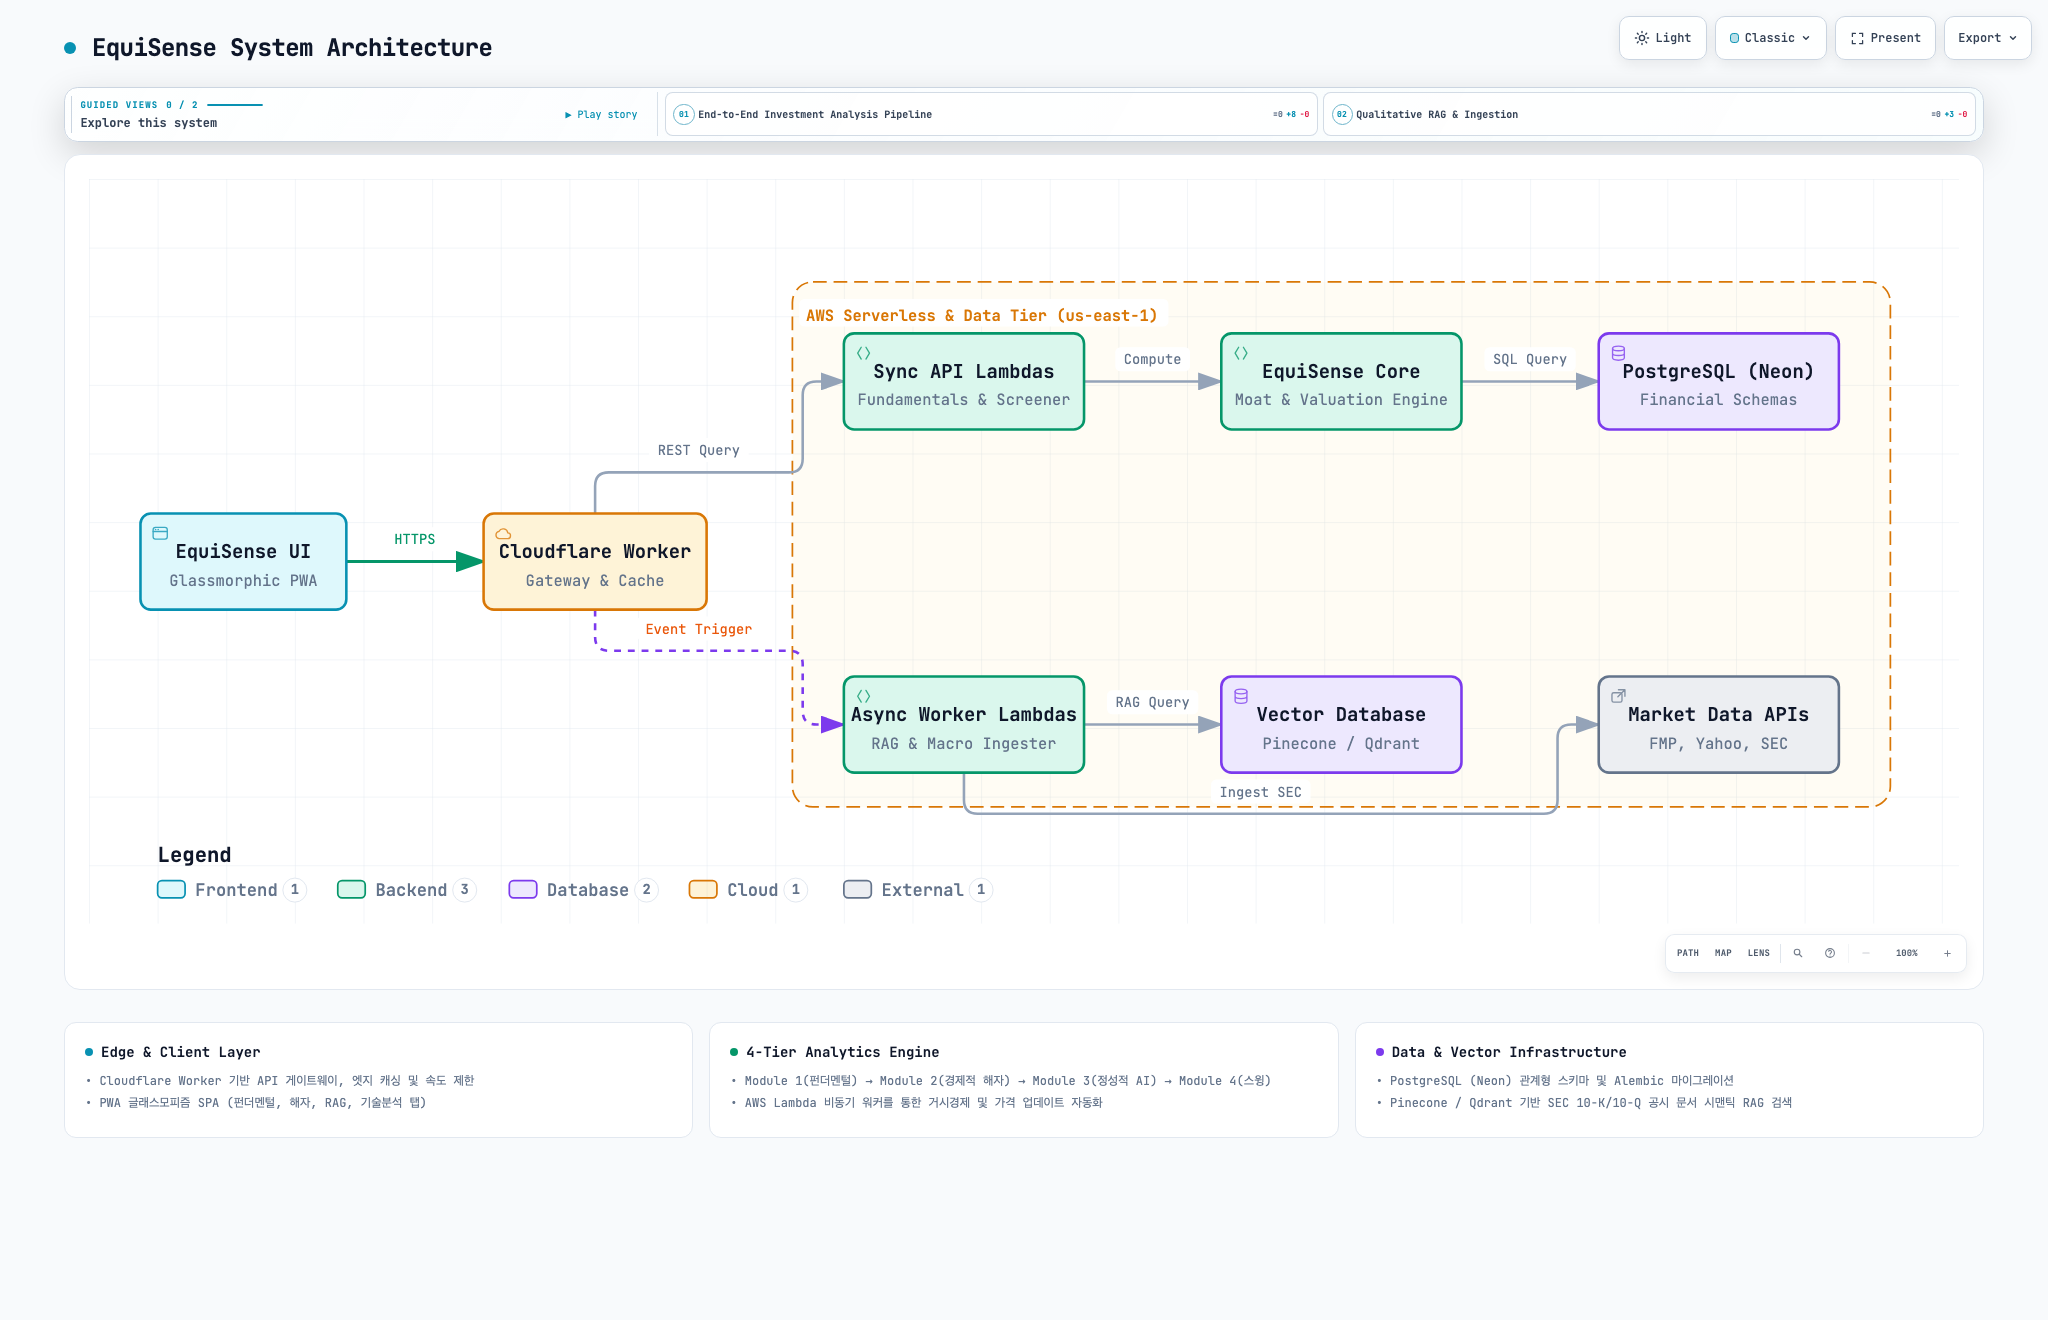 EquiSense System Architecture
Light
Classic
Present
Export
GUIDED VIEWS 0 / 2
Explore this system
▶ Play story
01 End-to-End Investment Analysis Pipeline
=0 +8 -0
02 Qualitative RAG & Ingestion
=0 +3 -0
AWS Serverless & Data Tier (us-east-1)
Sync API Lambdas
Fundamentals & Screener
Compute
EquiSense Core
Moat & Valuation Engine
SQL Query
PostgreSQL (Neon)
Financial Schemas
REST Query
EquiSense UI
Glassmorphic PWA
HTTPS
Cloudflare Worker
Gateway & Cache
Event Trigger
Async Worker Lambdas
RAG & Macro Ingester
RAG Query
Vector Database
Pinecone / Qdrant
Market Data APIs
FMP, Yahoo, SEC
Ingest SEC
Legend
Frontend 1
Backend 3
Database 2
Cloud 1
External 1
PATH MAP LENS − 100% +
Edge & Client Layer
• Cloudflare Worker 기반 API 게이트웨이, 엣지 캐싱 및 속도 제한
• PWA 글래스모피즘 SPA (펀더멘털, 해자, RAG, 기술분석 탭)
4-Tier Analytics Engine
• Module 1(펀더멘털) → Module 2(경제적 해자) → Module 3(정성적 AI) → Module 4(스윙)
• AWS Lambda 비동기 워커를 통한 거시경제 및 가격 업데이트 자동화
Data & Vector Infrastructure
• PostgreSQL (Neon) 관계형 스키마 및 Alembic 마이그레이션
• Pinecone / Qdrant 기반 SEC 10-K/10-Q 공시 문서 시맨틱 RAG 검색